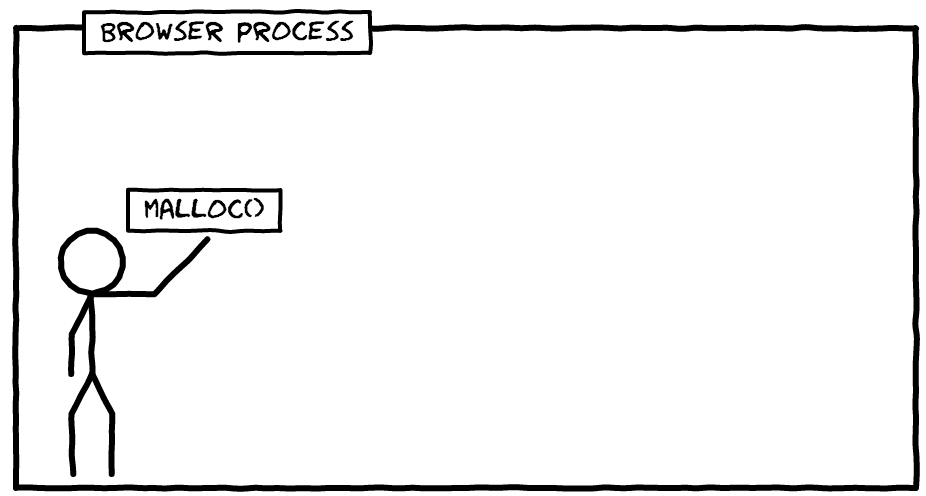 BROWSER PROCESS
MALLOC()